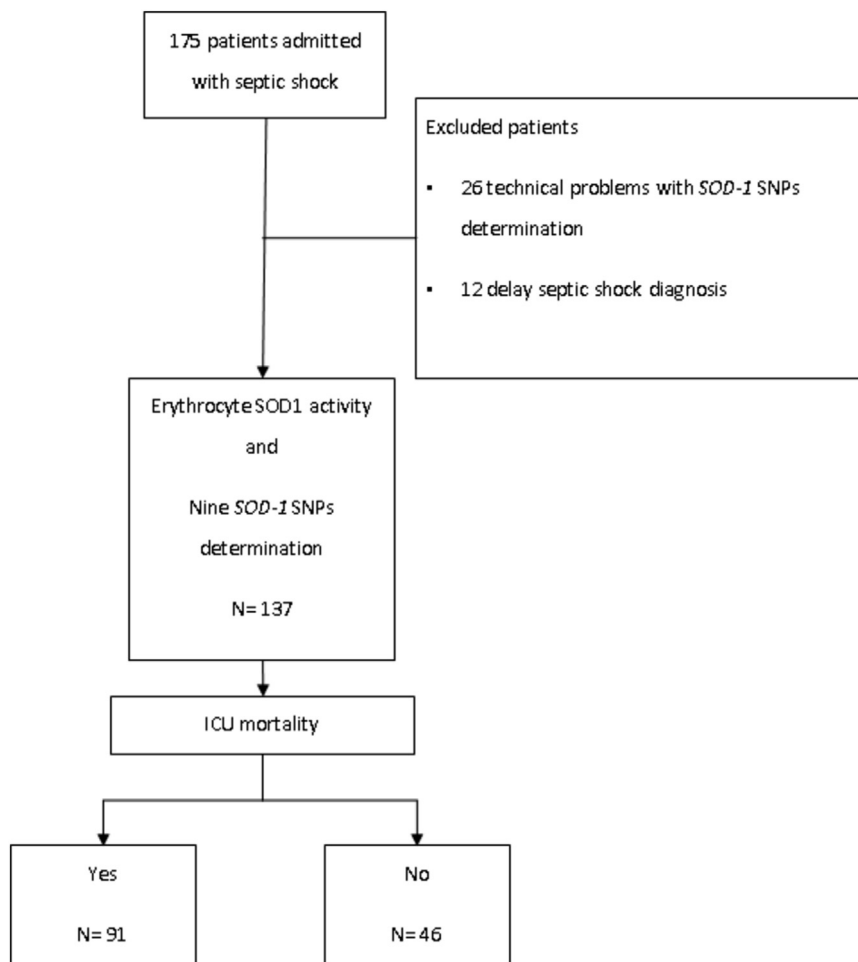 175 patients admitted
with septic shock
Excluded patients
▪ 26 technical problems with SOD-1 SNPs
determination
▪ 12 delay septic shock diagnosis
Erythrocyte SOD1 activity
and
Nine SOD-1 SNPs
determination
N= 137
ICU mortality
Yes
N= 91
No
N= 46